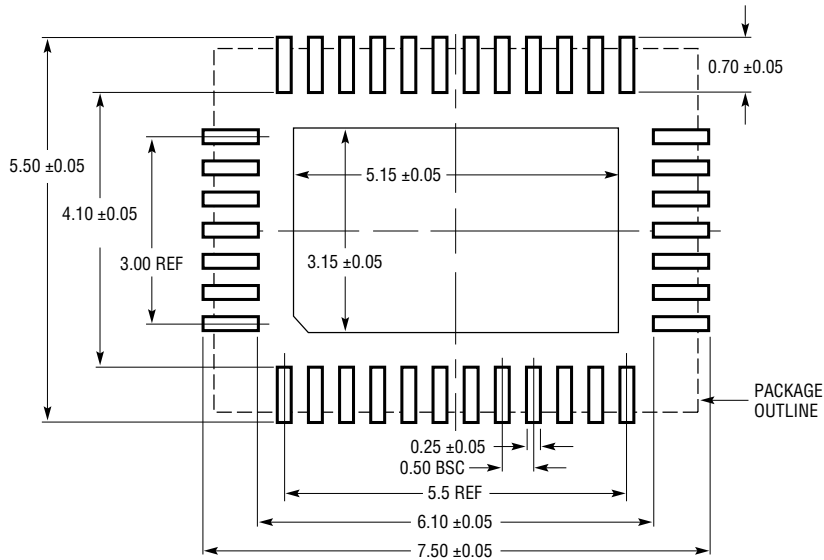 0.70 ±0.05
5.50 ±0.05
5.15 ±0.05
4.10 ±0.05
3.00 REF
3.15 ±0.05
PACKAGE
OUTLINE
0.25 ±0.05
0.50 BSC
5.5 REF
6.10 ±0.05
7.50 ±0.05